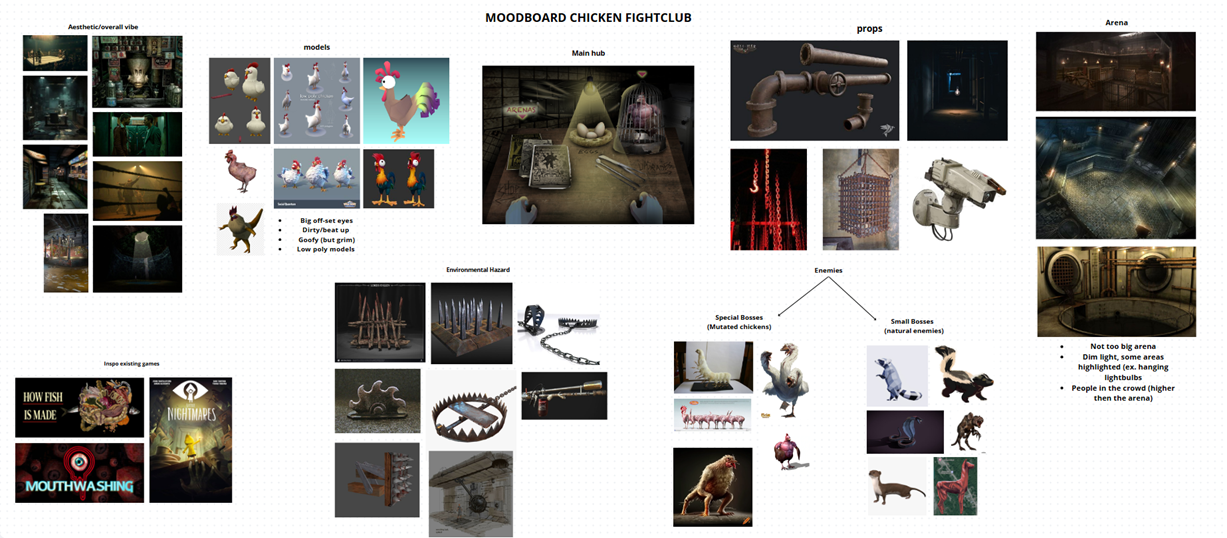 MOODBOARD CHICKEN FIGHTCLUB
Aesthetic/overall vibe
models
Big off-set eyes
Dirty/beat up
Goofy (but grim)
Low poly models
Main hub
ARENAS
props
Arena
Not too big arena
Dim light, some areas
highlighted (ex. hanging
lightbulbs
People in the crowd (higher
then the arena)
Environmental Hazard
Enemies
Special Bosses
(Mutated chickens)
Small Bosses
(natural enemies)
Inspo existing games
HOW FISH
IS MADE
NIGHTMARES
MOUTHWASHING